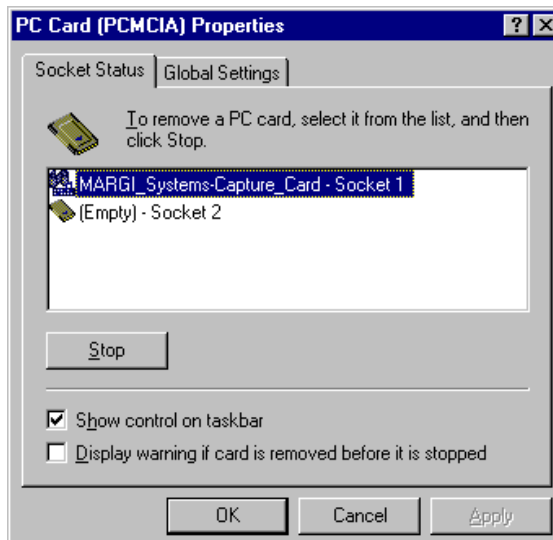 PC Card (PCMCIA) Properties
Socket Status
Global Settings
To remove a PC card, select it from the list, and then
click Stop.
MARGI_Systems-Capture_Card - Socket 1
(Empty) - Socket 2
Stop
Show control on taskbar
Display warning if card is removed before it is stopped
OK
Cancel
Apply